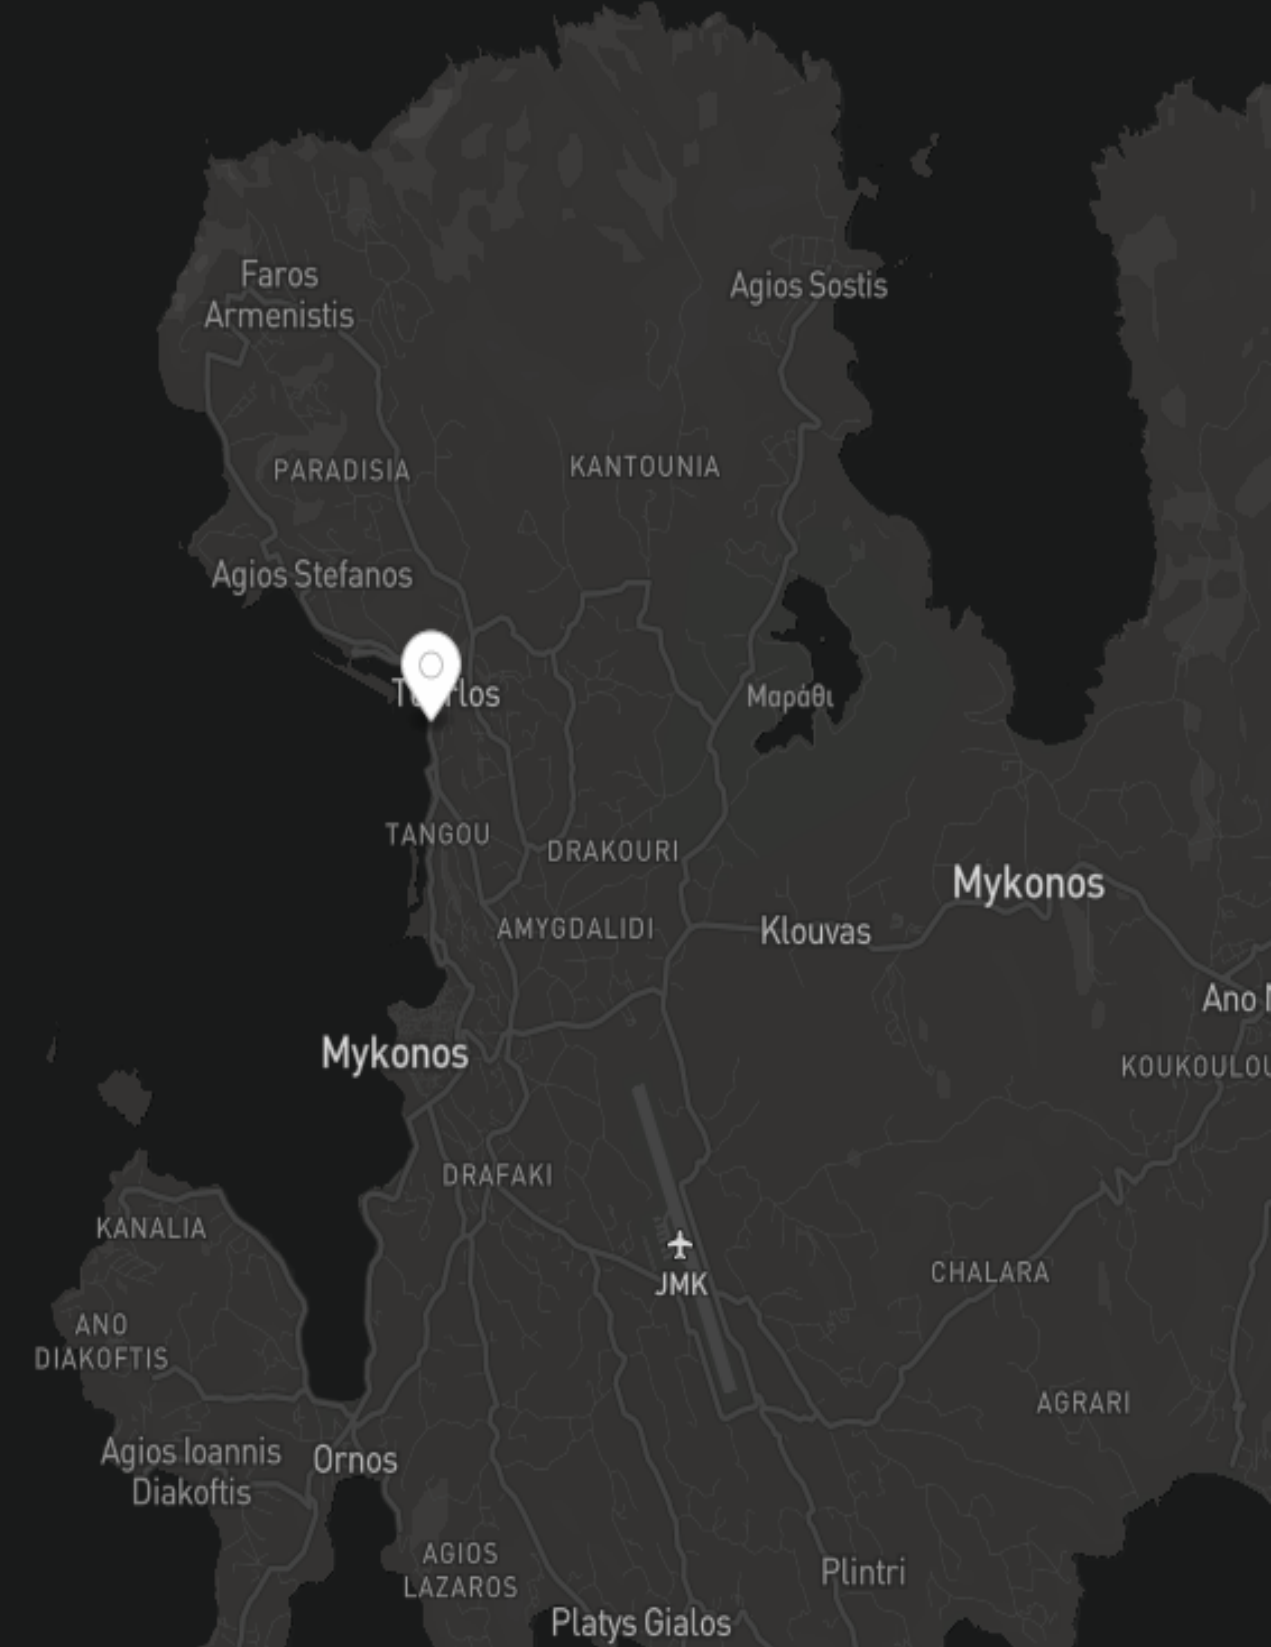 Faros
Armenistis
Agios Sostis
PARADISIA
KANTOUNIA
Agios Stefanos
Μαράθι
TANGOU
DRAKOURI
Mykonos
AMYGDALIDI
Klouvas
Ano
Mykonos
DRAFAKI
KANALIA
JMK
CHALARA
ANO
DIAKOFTIS
AGRARI
Agios Ioannis
Diakoftis
Ornos
AGIOS
LAZAROS
Plintri
Platys Gialos